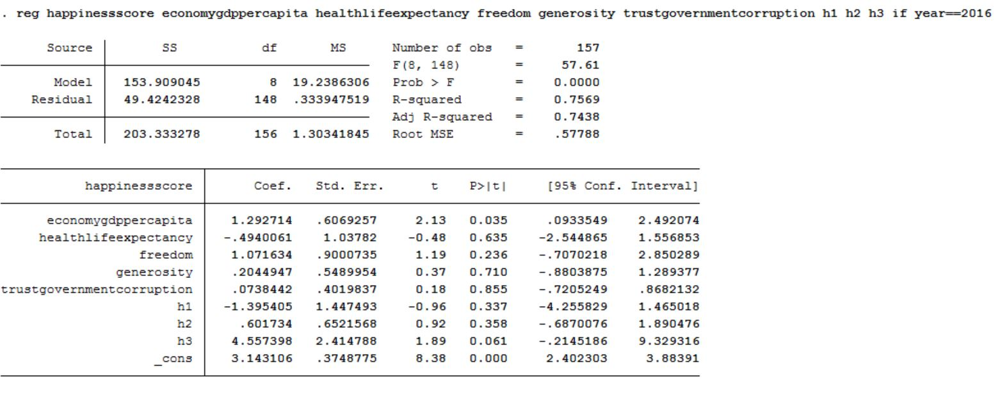 . reg happinessscore economygdppercapita healthlifeexpectancy freedom generosity trustgovernmentcorruption h1 h2 h3 if year==2016
Source | SS df MS Number of obs = 157
F(8, 148) = 57.61
Model | 153.909045 8 19.2386306 Prob > F = 0.0000
Residual | 49.4242328 148 .333947519 R-squared = 0.7569
Adj R-squared = 0.7438
Total | 203.333278 156 1.30341845 Root MSE = .57788
happinessscore | Coef. Std. Err. t P>|t| [95% Conf. Interval]
economygdppercapita | 1.292714 .6069257 2.13 0.035 .0933549 2.492074
healthlifeexpectancy | -.4940061 1.03782 -0.48 0.635 -2.544865 1.556853
freedom | 1.071634 .9000735 1.19 0.236 -.7070218 2.850289
generosity | .2044947 .5489954 0.37 0.710 -.8803875 1.289377
trustgovernmentcorruption | .0738442 .4019837 0.18 0.855 -.7205249 .8682132
h1 | -1.395405 1.447493 -0.96 0.337 -4.255829 1.465018
h2 | .601734 .6521568 0.92 0.358 -.6870076 1.890476
h3 | 4.557398 2.414788 1.89 0.061 -.2145186 9.329316
_cons | 3.143106 .3748775 8.38 0.000 2.402303 3.88391